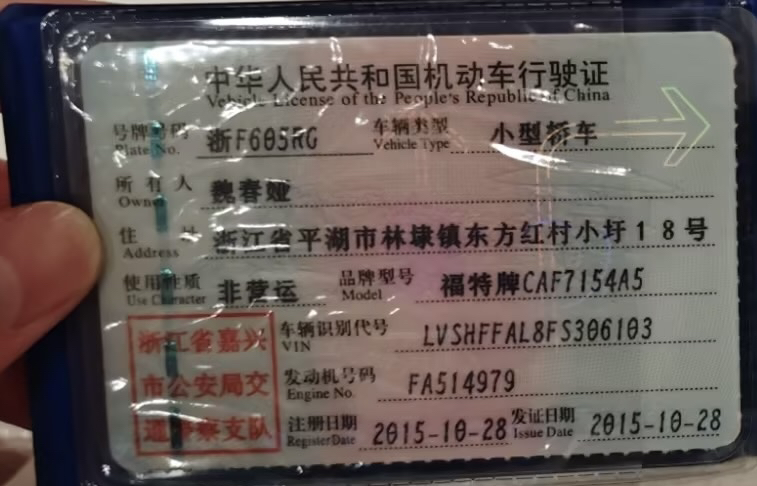 中华人民共和国机动车行驶证
Vehicle License of the People's Republic of China
号牌号码 浙F605RG 车辆类型 小型轿车
Plate No. Vehicle Type
所有人 魏春娅
Owner
住址 浙江省平湖市林埭镇东方红村小圩18号
Address
使用性质 非营运 品牌型号 福特牌CAF7154A5
Use Character Model
浙江省嘉兴 车辆识别代号 LVSHFFAL8FS306103
VIN
市公安局交 发动机号码 FA514979
Engine No.
通警察支队 注册日期 2015-10-28 发证日期 2015-10-28
Register Date Issue Date